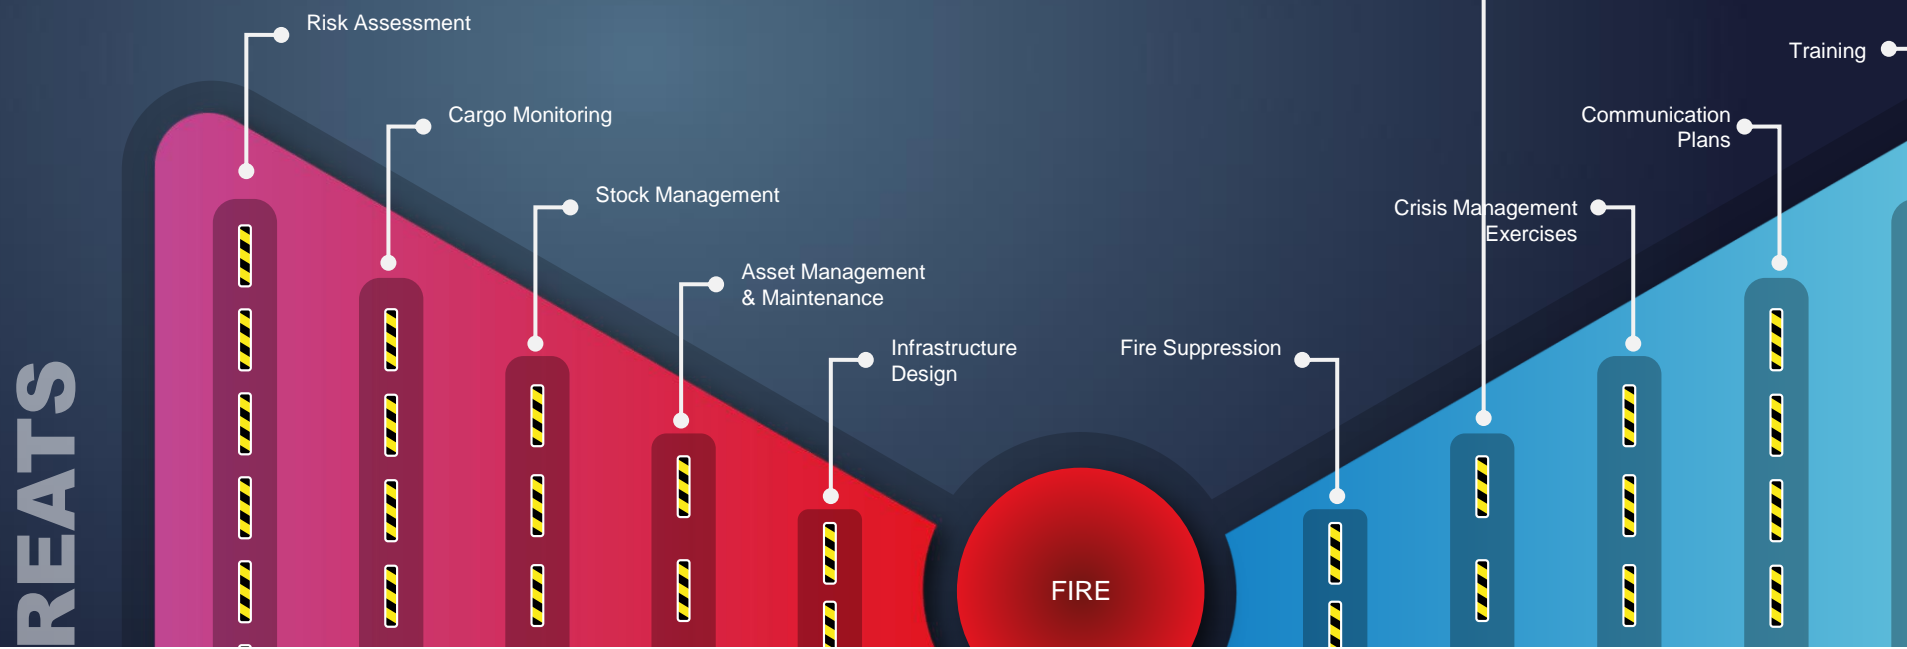 Risk Assessment
Cargo Monitoring
Stock Management
Asset Management
& Maintenance
Infrastructure
Design
Fire Suppression
Crisis Management
Exercises
Communication
Plans
Training
REATS
FIRE